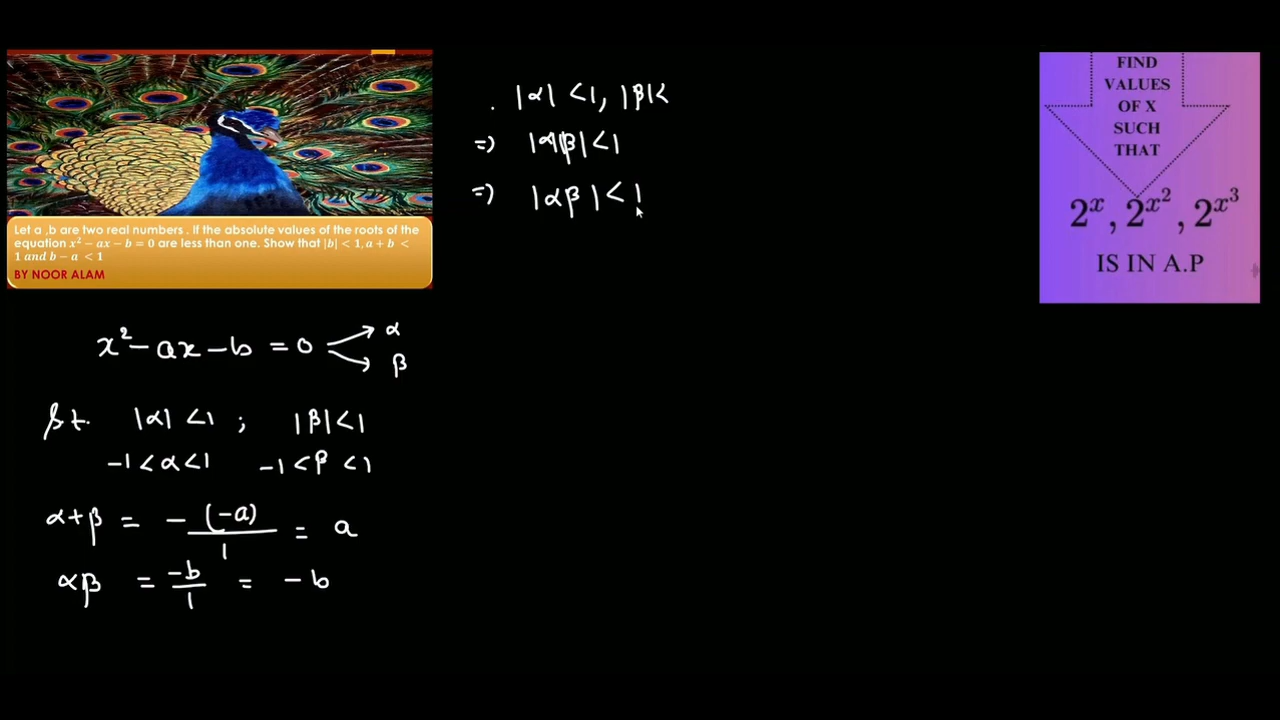 Let a ,b are two real numbers . If the absolute values of the roots of the
equation x² − ax − b = 0 are less than one. Show that |b| < 1, a + b <
1 and b − a < 1
BY NOOR ALAM
x² − ax − b = 0 → α
→ β
s.t. |α| < 1 ; |β| < 1
−1 < α < 1 −1 < β < 1
α+β = − (−a)/1 = a
αβ = −b/1 = − b
. |α| < 1, |β| <
=> |α||β| < 1
=> |αβ| < 1
FIND
VALUES
OF X
SUCH
THAT
2ˣ , 2^x² , 2^x³
IS IN A.P